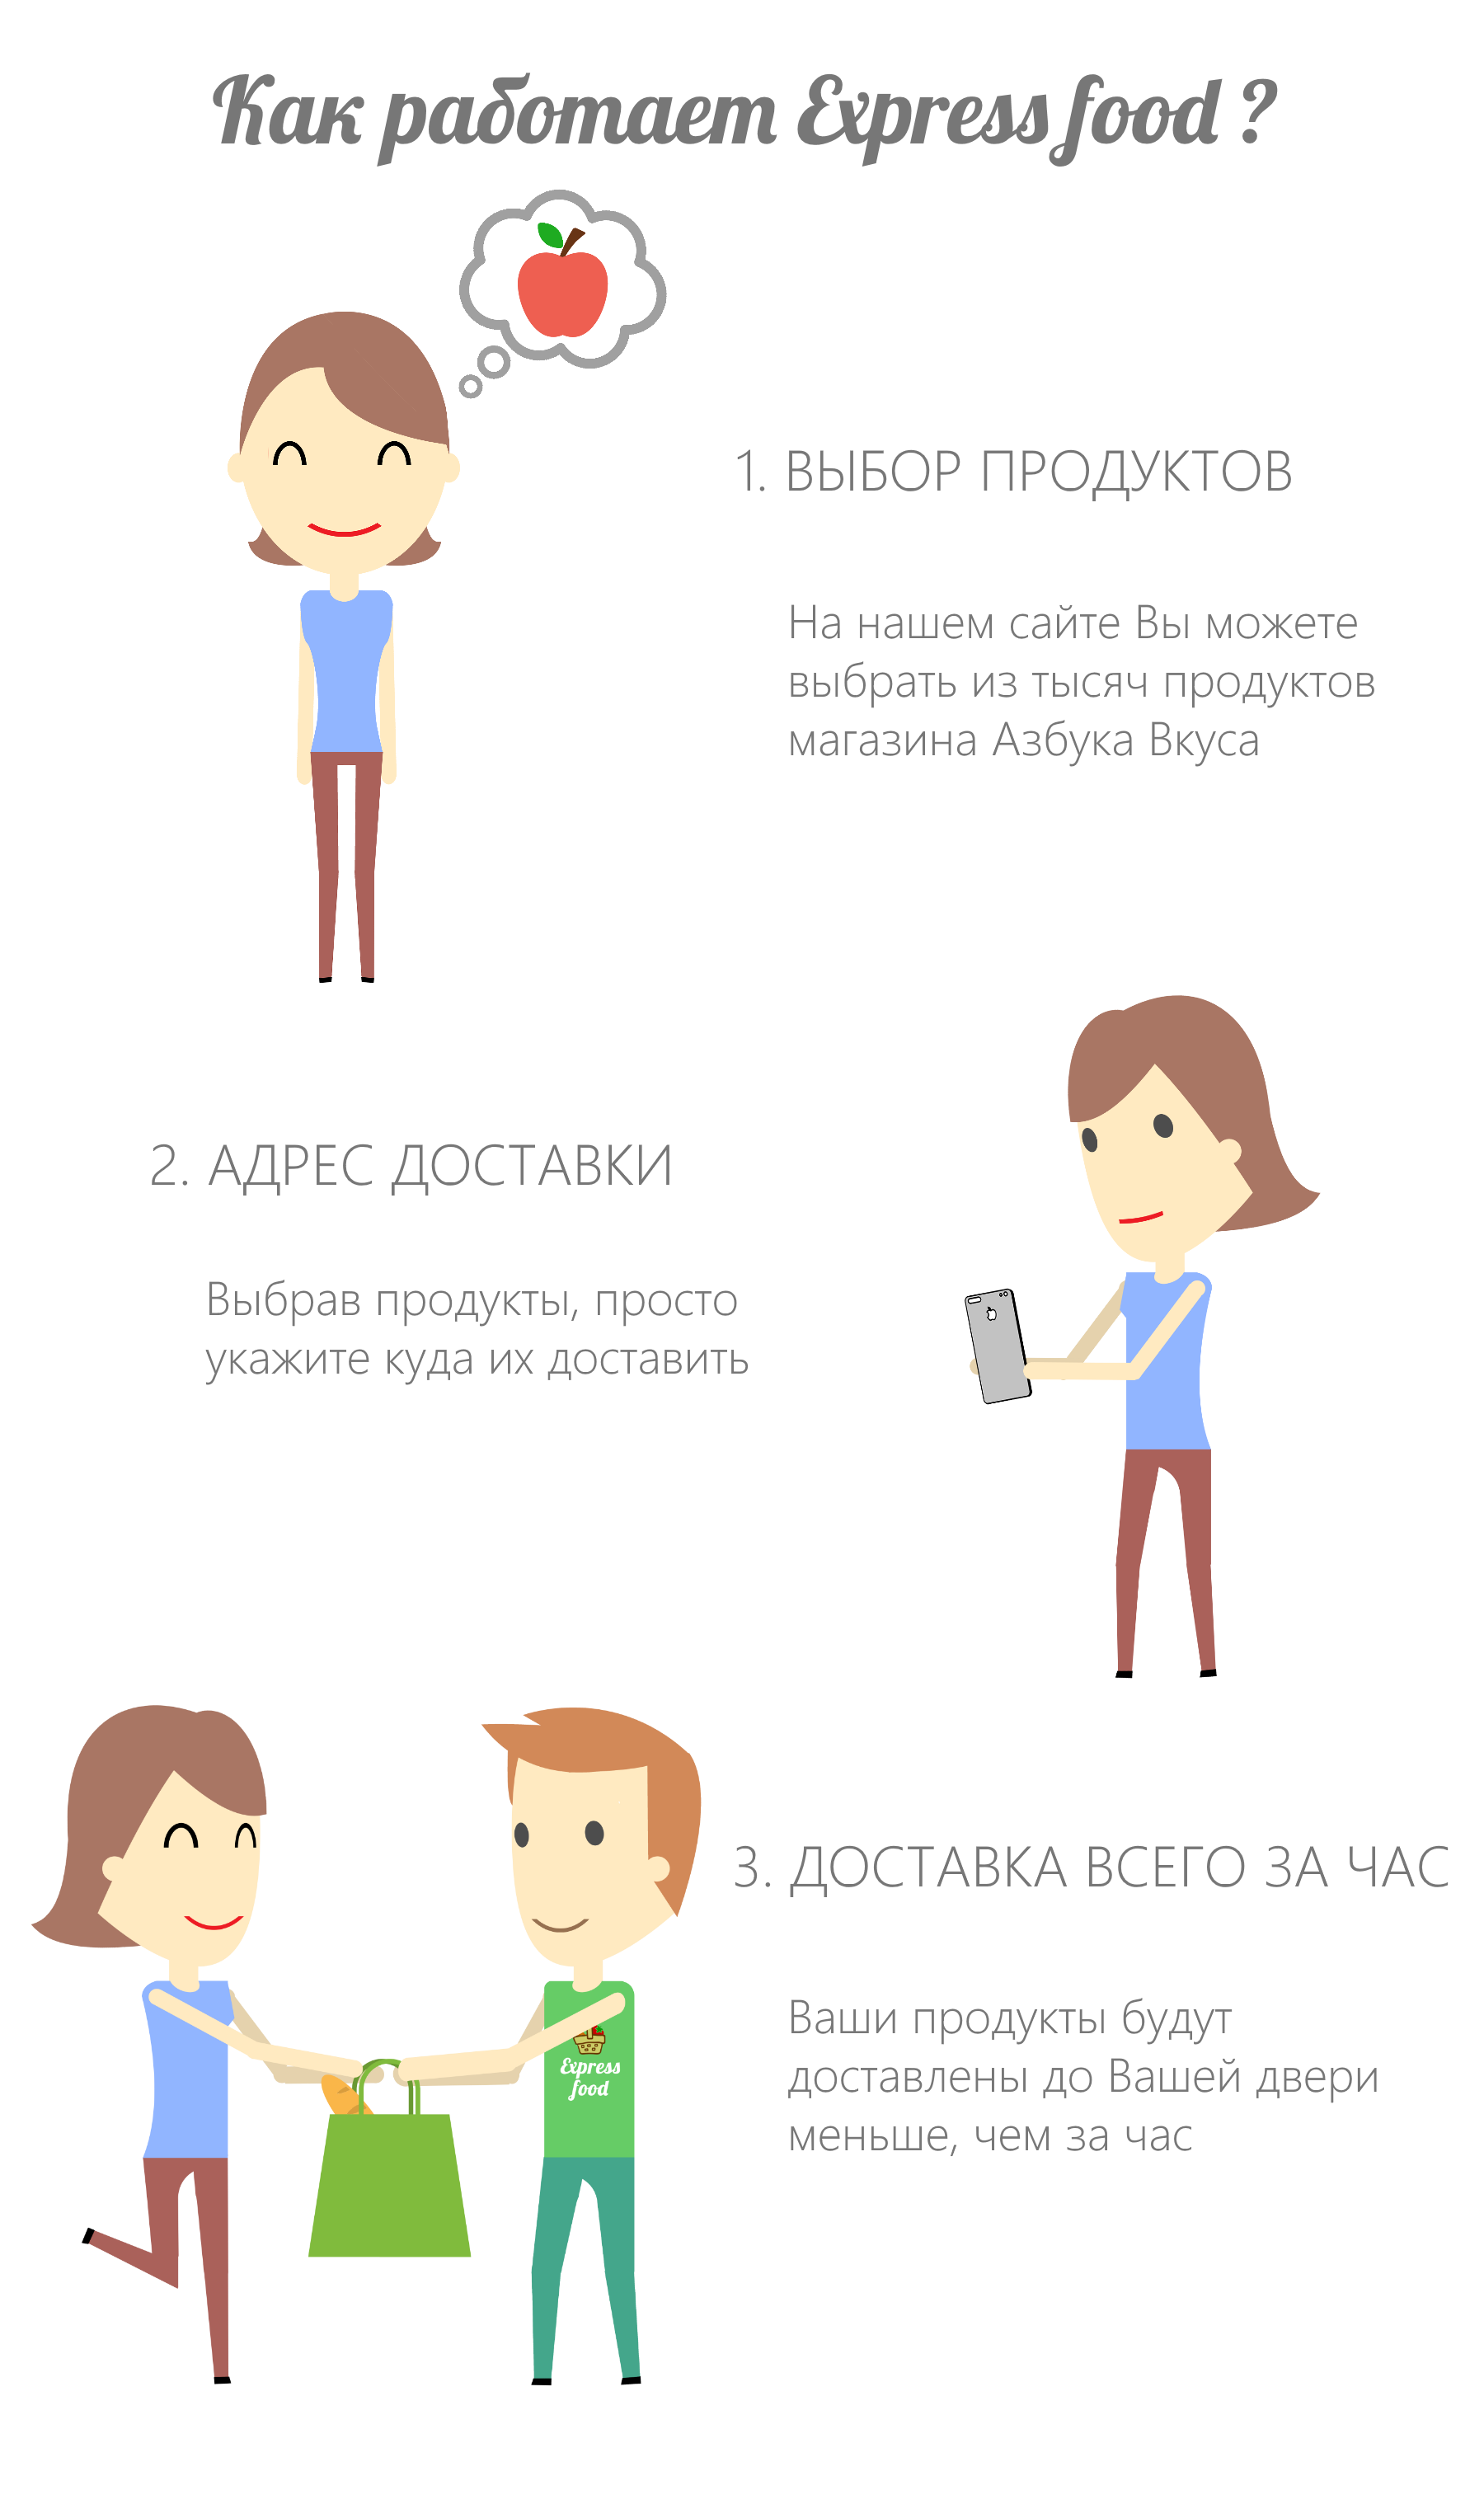 Как работает Express food ?
1. ВЫБОР ПРОДУКТОВ
На нашем сайте Вы можете
выбрать из тысяч продуктов
магазина Азбука Вкуса
2. АДРЕС ДОСТАВКИ
Выбрав продукты, просто
укажите куда их доставить
3. ДОСТАВКА ВСЕГО ЗА ЧАС
Ваши продукты будут
доставлены до Вашей двери
меньше, чем за час
Express
food